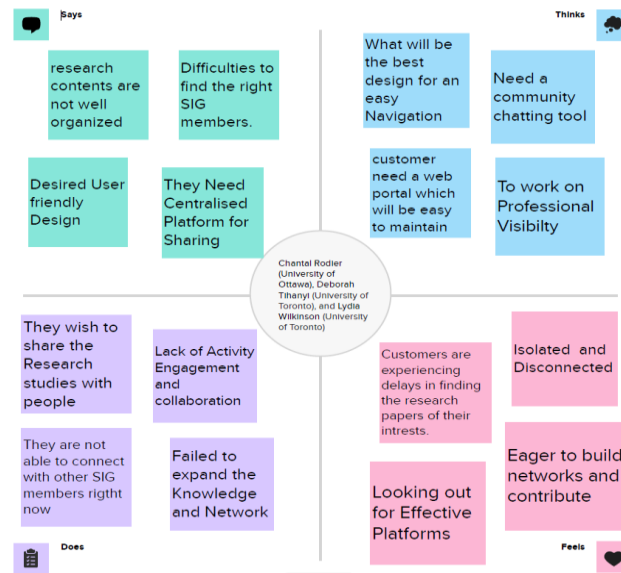 Says
research
contents are
not well
organized
Difficulties to
find the right
SIG
members.
Desired User
friendly
Design
They Need
Centralised
Platform for
Sharing
Thinks
What will be
the best
design for an
easy
Navigation
Need a
community
chatting tool
customer
need a web
portal which
will be easy
to maintain
To work on
Professional
Visibilty
Chantal Rodier
(University of
Ottawa), Deborah
Tihanyi (University of
Toronto), and Lydia
Wilkinson (University
of Toronto)
They wish to
share the
Research
studies with
people
Lack of Activity
Engagement
and
collaboration
They are not
able to connect
with other SIG
members rigtht
now
Failed to
expand the
Knowledge
and Network
Does
Customers are
experiencing
delays in finding
the research
papers of their
intrests.
Isolated and
Disconnected
Looking out
for Effective
Platforms
Eager to build
networks and
contribute
Feels